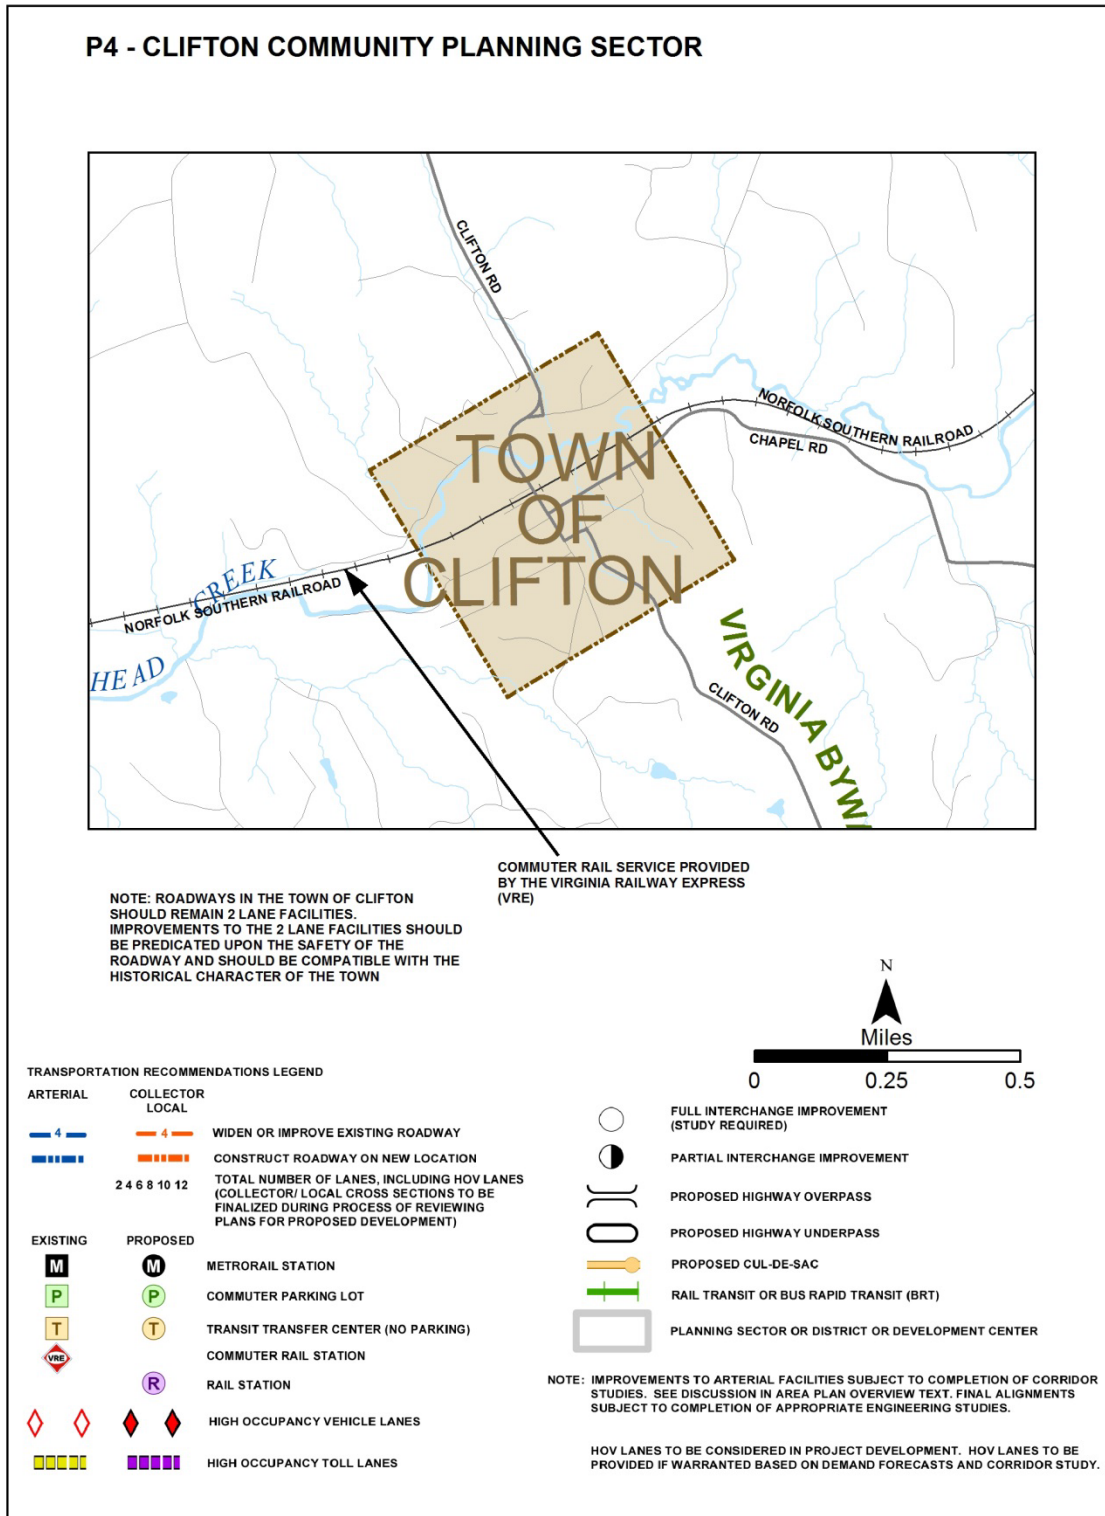 P4 - CLIFTON COMMUNITY PLANNING SECTOR
CLIFTON RD
NORFOLK SOUTHERN RAILROAD
CHAPEL RD
TOWN
OF
CLIFTON
CREEK
NORFOLK SOUTHERN RAILROAD
HEAD
VIRGINIA BYWA
CLIFTON RD
COMMUTER RAIL SERVICE PROVIDED
BY THE VIRGINIA RAILWAY EXPRESS
(VRE)
NOTE: ROADWAYS IN THE TOWN OF CLIFTON
SHOULD REMAIN 2 LANE FACILITIES.
IMPROVEMENTS TO THE 2 LANE FACILITIES SHOULD
BE PREDICATED UPON THE SAFETY OF THE
ROADWAY AND SHOULD BE COMPATIBLE WITH THE
HISTORICAL CHARACTER OF THE TOWN
N
Miles
0 0.25 0.5
TRANSPORTATION RECOMMENDATIONS LEGEND
ARTERIAL COLLECTOR
LOCAL
4 4 WIDEN OR IMPROVE EXISTING ROADWAY
CONSTRUCT ROADWAY ON NEW LOCATION
2 4 6 8 10 12 TOTAL NUMBER OF LANES, INCLUDING HOV LANES
(COLLECTOR/ LOCAL CROSS SECTIONS TO BE
FINALIZED DURING PROCESS OF REVIEWING
PLANS FOR PROPOSED DEVELOPMENT)
EXISTING PROPOSED
M M METRORAIL STATION
P P COMMUTER PARKING LOT
T T TRANSIT TRANSFER CENTER (NO PARKING)
VRE COMMUTER RAIL STATION
R RAIL STATION
HIGH OCCUPANCY VEHICLE LANES
HIGH OCCUPANCY TOLL LANES
FULL INTERCHANGE IMPROVEMENT
(STUDY REQUIRED)
PARTIAL INTERCHANGE IMPROVEMENT
PROPOSED HIGHWAY OVERPASS
PROPOSED HIGHWAY UNDERPASS
PROPOSED CUL-DE-SAC
RAIL TRANSIT OR BUS RAPID TRANSIT (BRT)
PLANNING SECTOR OR DISTRICT OR DEVELOPMENT CENTER
NOTE: IMPROVEMENTS TO ARTERIAL FACILITIES SUBJECT TO COMPLETION OF CORRIDOR
STUDIES. SEE DISCUSSION IN AREA PLAN OVERVIEW TEXT. FINAL ALIGNMENTS
SUBJECT TO COMPLETION OF APPROPRIATE ENGINEERING STUDIES.
HOV LANES TO BE CONSIDERED IN PROJECT DEVELOPMENT. HOV LANES TO BE
PROVIDED IF WARRANTED BASED ON DEMAND FORECASTS AND CORRIDOR STUDY.